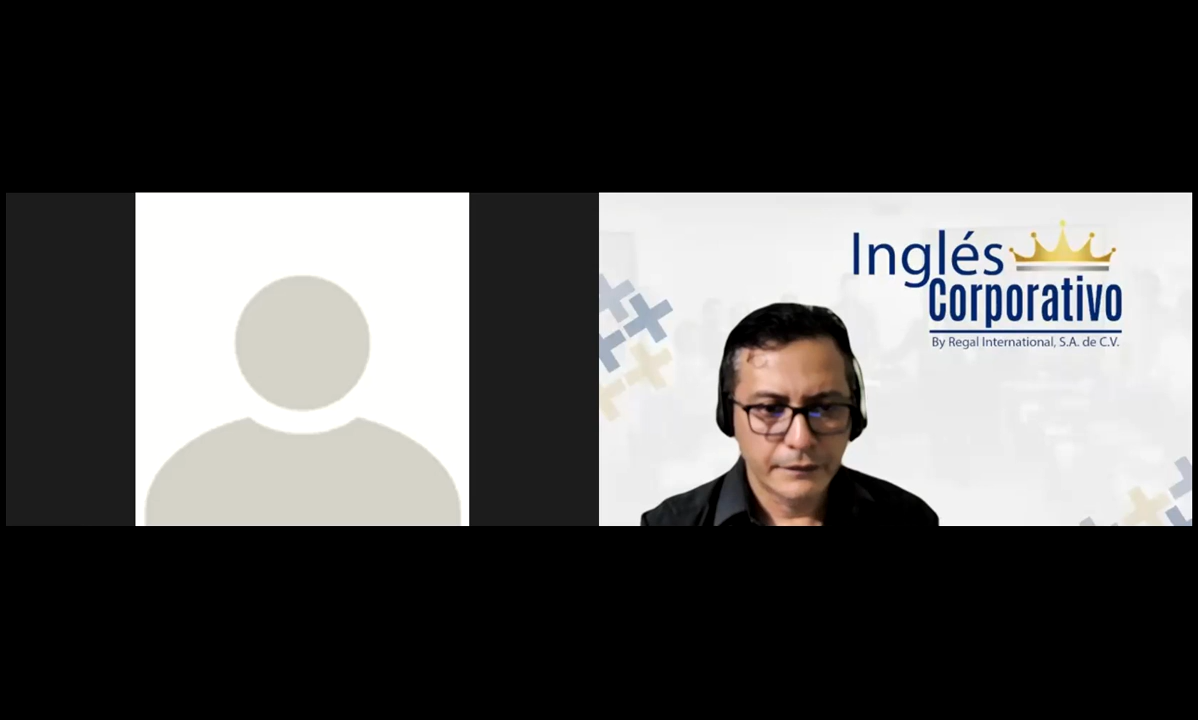 Inglés
Corporativo
By Regal International, S.A. de C.V.